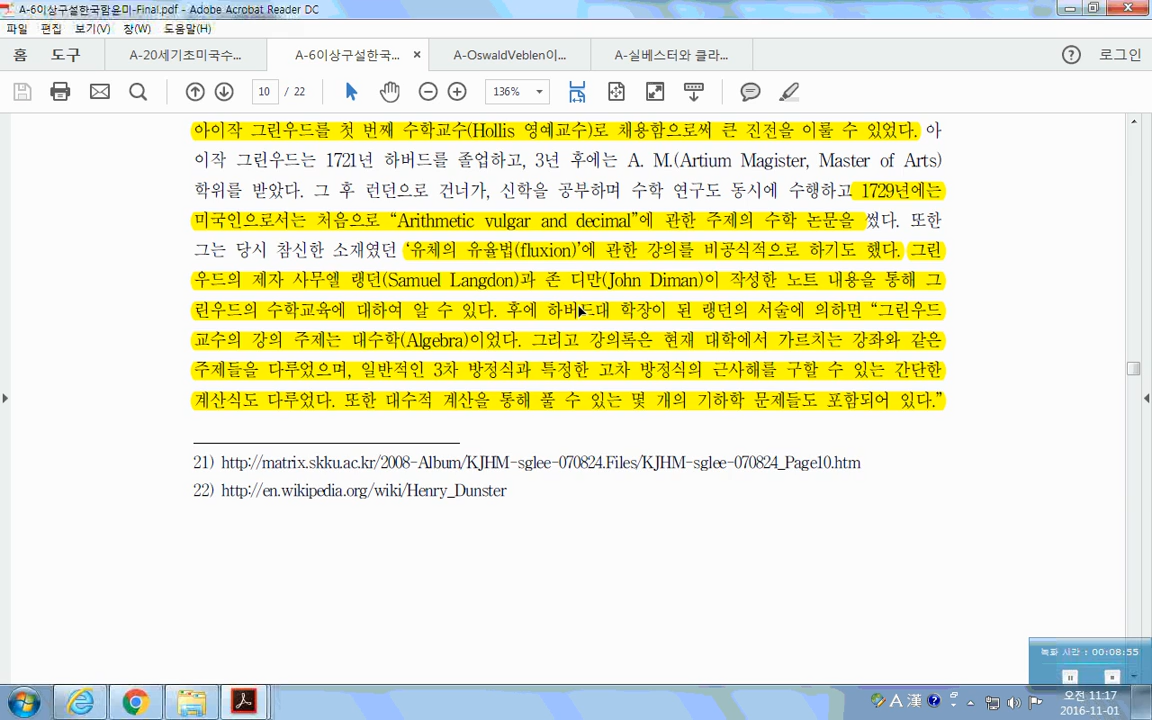 A-6이상구설한국함윤미-Final.pdf - Adobe Acrobat Reader DC
파일 편집 보기(V) 창(W) 도움말(H)
홈 도구 A-20세기초미국수... A-6이상구설한국... × A-OswaldVeblen이... A-실베스터와 클라... 로그인
10 / 22 136%
아이작 그린우드를 첫 번째 수학교수(Hollis 영예교수)로 채용함으로써 큰 진전을 이룰 수 있었다. 아
이작 그린우드는 1721년 하버드를 졸업하고, 3년 후에는 A. M.(Artium Magister, Master of Arts)
학위를 받았다. 그 후 런던으로 건너가, 신학을 공부하며 수학 연구도 동시에 수행하고 1729년에는
미국인으로서는 처음으로 “Arithmetic vulgar and decimal”에 관한 주제의 수학 논문을 썼다. 또한
그는 당시 참신한 소재였던 ‘유체의 유율법(fluxion)’에 관한 강의를 비공식적으로 하기도 했다. 그린
우드의 제자 사무엘 랭던(Samuel Langdon)과 존 디만(John Diman)이 작성한 노트 내용을 통해 그
린우드의 수학교육에 대하여 알 수 있다. 후에 하버드대 학장이 된 랭던의 서술에 의하면 “그린우드
교수의 강의 주제는 대수학(Algebra)이었다. 그리고 강의록은 현재 대학에서 가르치는 강좌와 같은
주제들을 다루었으며, 일반적인 3차 방정식과 특정한 고차 방정식의 근사해를 구할 수 있는 간단한
계산식도 다루었다. 또한 대수적 계산을 통해 풀 수 있는 몇 개의 기하학 문제들도 포함되어 있다.”
21) http://matrix.skku.ac.kr/2008-Album/KJHM-sglee-070824.Files/KJHM-sglee-070824_Page10.htm
22) http://en.wikipedia.org/wiki/Henry_Dunster
녹화 시간 : 00:08:55
A 漢
오전 11:17
2016-11-01